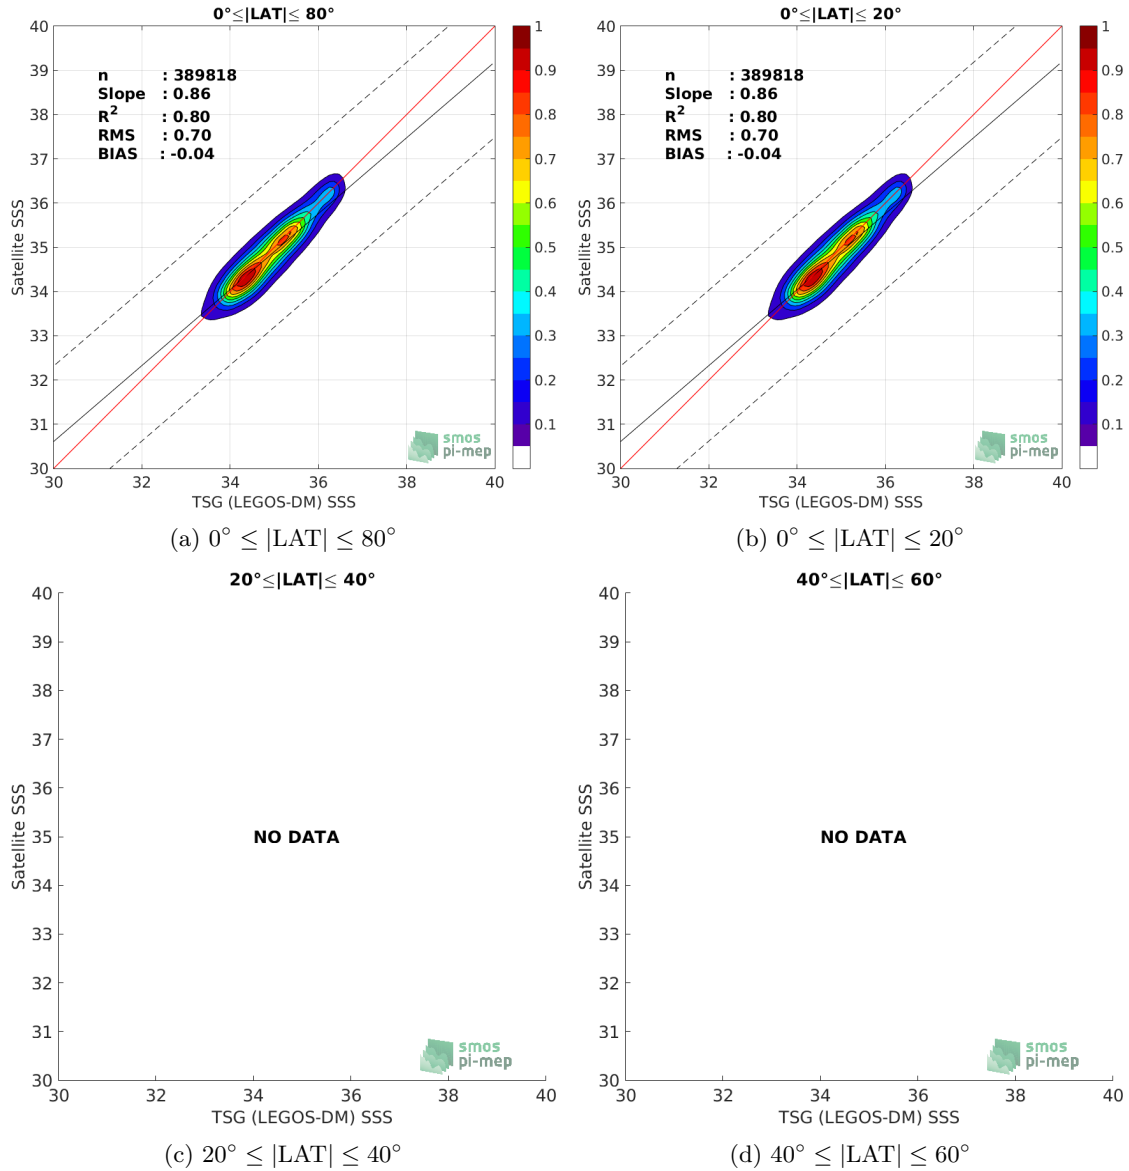 0°≤|LAT|≤ 80°
40
39
38
37
36
35
34
33
32
31
30
Satellite SSS
n : 389818
Slope : 0.86
R² : 0.80
RMS : 0.70
BIAS : -0.04
smos
pi-mep
30 32 34 36 38 40
TSG (LEGOS-DM) SSS
1
0.9
0.8
0.7
0.6
0.5
0.4
0.3
0.2
0.1
(a) 0° ≤ |LAT| ≤ 80°
0°≤|LAT|≤ 20°
40
39
38
37
36
35
34
33
32
31
30
Satellite SSS
n : 389818
Slope : 0.86
R² : 0.80
RMS : 0.70
BIAS : -0.04
smos
pi-mep
30 32 34 36 38 40
TSG (LEGOS-DM) SSS
1
0.9
0.8
0.7
0.6
0.5
0.4
0.3
0.2
0.1
(b) 0° ≤ |LAT| ≤ 20°
20°≤|LAT|≤ 40°
40
39
38
37
36
35
34
33
32
31
30
Satellite SSS
NO DATA
smos
pi-mep
30 32 34 36 38 40
TSG (LEGOS-DM) SSS
(c) 20° ≤ |LAT| ≤ 40°
40°≤|LAT|≤ 60°
40
39
38
37
36
35
34
33
32
31
30
Satellite SSS
NO DATA
smos
pi-mep
30 32 34 36 38 40
TSG (LEGOS-DM) SSS
(d) 40° ≤ |LAT| ≤ 60°